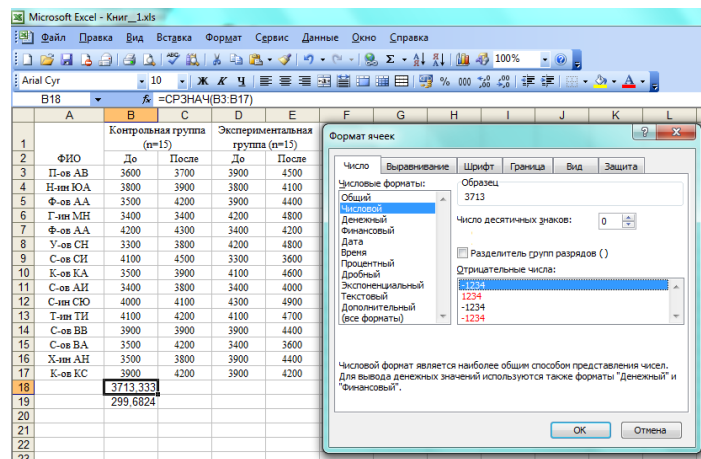 Microsoft Excel - Книг__1.xls
Файл Правка Вид Вставка Формат Сервис Данные Окно Справка
100%
Arial Cyr 10 Ж К Ч % 000
B18 fx =СРЗНАЧ(B3:B17)
A B C D E F G H I J K L
1 Контрольная группа (n=15) Экспериментальная группа (n=15)
2 ФИО До После До После
3 П-ов АВ 3600 3700 3900 4500
4 Н-ин ЮА 3800 3900 3800 4100
5 Ф-ов АА 3500 4200 3900 4400
6 Г-ин МН 3400 3400 4200 4800
7 Ф-ов АА 4200 4300 3400 4200
8 У-ов СН 3300 3800 4200 4800
9 С-ов СИ 4100 4500 3300 3600
10 К-ов КА 3500 3900 4100 4600
11 С-ов АИ 3400 3800 3400 4000
12 С-ин СЮ 4000 4100 4300 4900
13 Т-ин ТИ 4100 4200 4100 4700
14 С-ов ВВ 3900 3900 3900 4400
15 С-ов ВА 3500 4200 3400 3600
16 Х-ин АН 3500 3800 3900 4400
17 К-ов КС 3900 4200 3900 4200
18 3713,333
19 299,6824
20
21
22
23
Формат ячеек
Число Выравнивание Шрифт Граница Вид Защита
Числовые форматы:
Общий
Числовой
Денежный
Финансовый
Дата
Время
Процентный
Дробный
Экспоненциальный
Текстовый
Дополнительный
(все форматы)
Образец
3713
Число десятичных знаков: 0
Разделитель групп разрядов ( )
Отрицательные числа:
-1234
1234
-1234
-1234
Числовой формат является наиболее общим способом представления чисел.
Для вывода денежных значений используются также форматы "Денежный" и
"Финансовый".
ОК Отмена